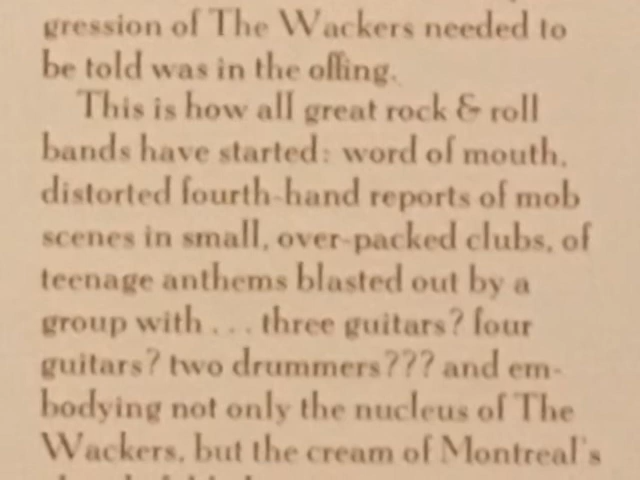 gression of The Wackers needed to
be told was in the offing.
This is how all great rock & roll
bands have started: word of mouth,
distorted fourth-hand reports of mob
scenes in small, over-packed clubs, of
teenage anthems blasted out by a
group with . . . three guitars? four
guitars? two drummers??? and em-
bodying not only the nucleus of The
Wackers, but the cream of Montreal's